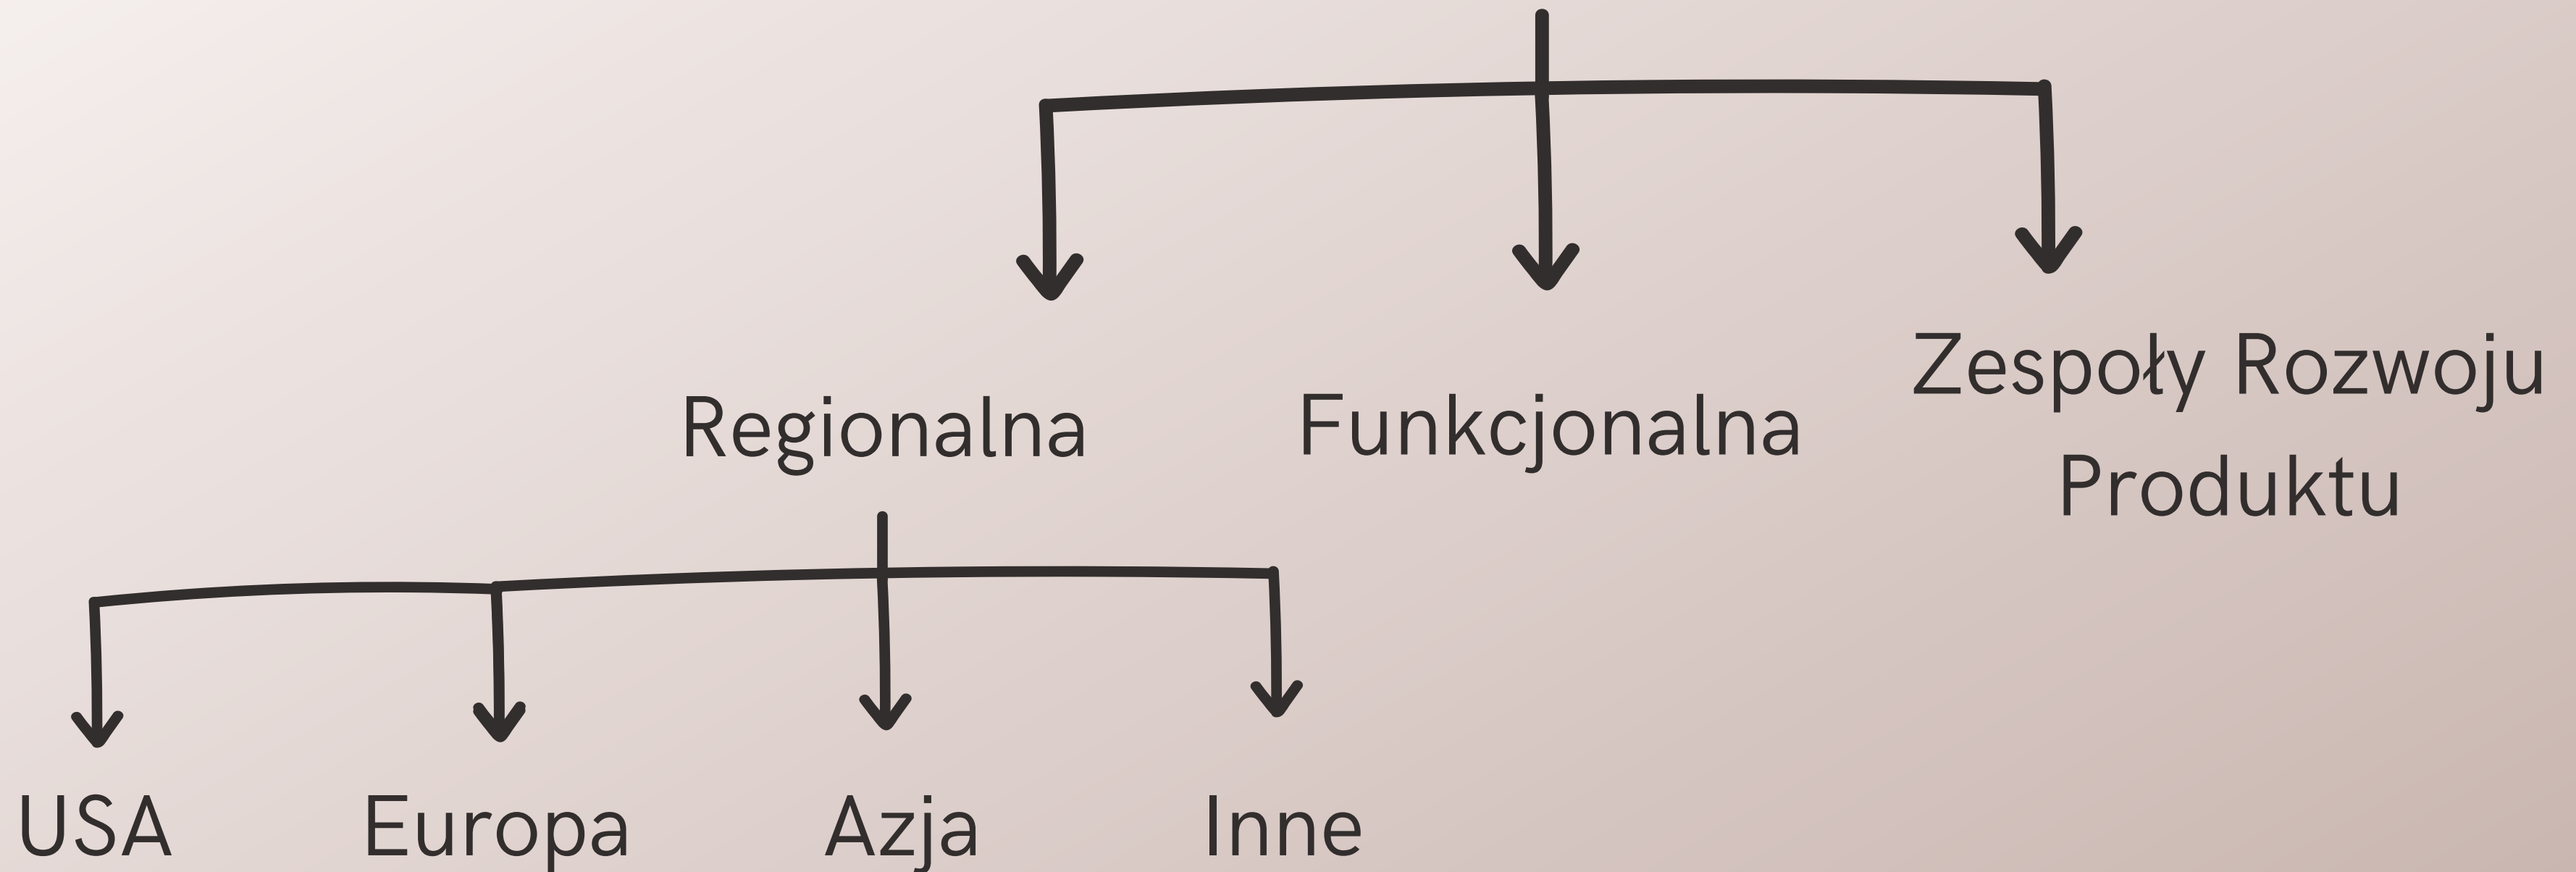 Regionalna
Funkcjonalna
Zespoły Rozwoju
Produktu
USA
Europa
Azja
Inne